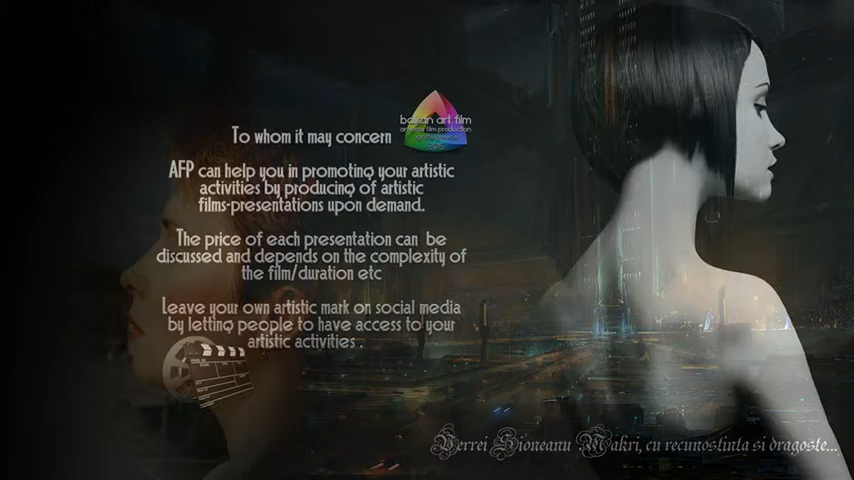 To whom it may concern
balkan art film
AFP can help you in promoting your artistic
activities by producing of artistic
films-presentations upon demand.
The price of each presentation can be
discussed and depends on the complexity of
the film/duration etc
Leave your own artistic mark on social media
by letting people to have access to your
artistic activities .
Verrei Sioneanu Makri, cu recunostinta si dragoste...